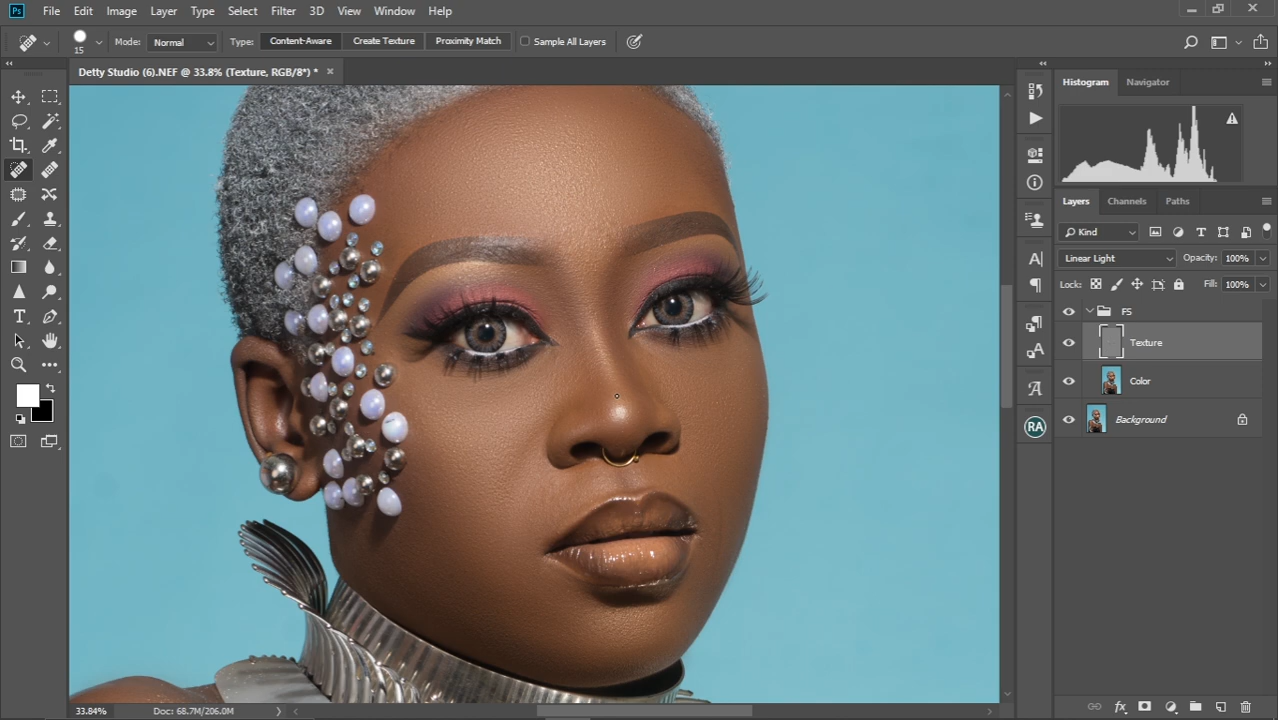 Ps File Edit Image Layer Type Select Filter 3D View Window Help
15 Mode: Normal Type: Content-Aware Create Texture Proximity Match Sample All Layers
Detty Studio (6).NEF @ 33.8% (Texture, RGB/8*) *
Histogram Navigator
Layers Channels Paths
Kind
Linear Light Opacity: 100%
Lock: Fill: 100%
FS
Texture
Color
Background
RA
33.84% Doc: 68.7M/206.0M